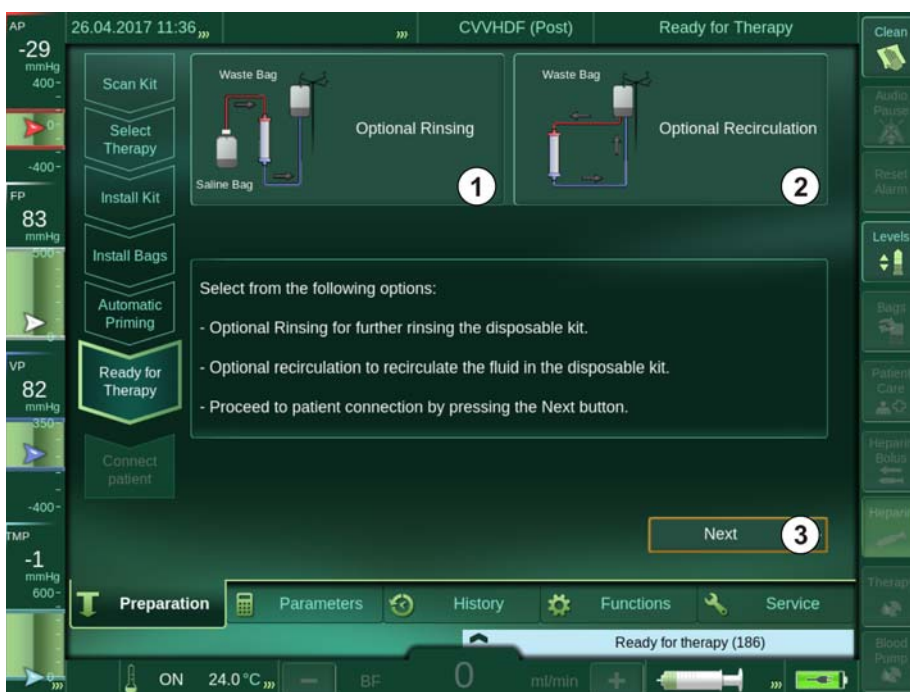 AP
-29
mmHg
400
0
-400
FP
83
mmHg
500
VP
82
mmHg
350
-400
TMP
-1
mmHg
600
0
26.04.2017 11:36
CVVHDF (Post)
Ready for Therapy
Scan Kit
Select
Therapy
Install Kit
Install Bags
Automatic
Priming
Ready for
Therapy
Connect
patient
Waste Bag
Saline Bag
Optional Rinsing
1
Waste Bag
Optional Recirculation
2
Select from the following options:
- Optional Rinsing for further rinsing the disposable kit.
- Optional recirculation to recirculate the fluid in the disposable kit.
- Proceed to patient connection by pressing the Next button.
Next
3
Preparation
Parameters
History
Functions
Service
Ready for therapy (186)
ON 24.0 °C
BF
0
ml/min
Clean
Audio
Pause
Reset
Alarm
Levels
Bags
Patient
Care
Heparin
Bolus
Heparin
Therapy
Blood
Pump